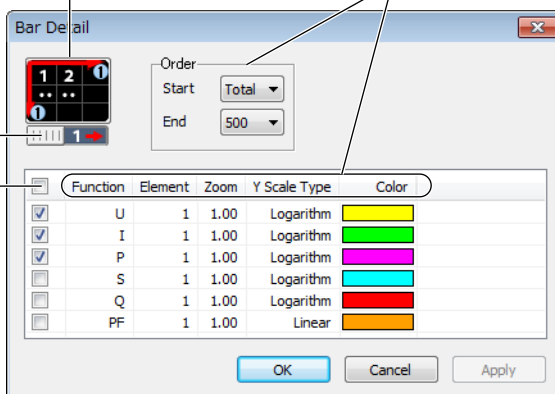 Bar Detail
1 2 1
1
1
Order
Start Total
End 500
Function Element Zoom Y Scale Type Color
U 1 1.00 Logarithm
I 1 1.00 Logarithm
P 1 1.00 Logarithm
S 1 1.00 Logarithm
Q 1 1.00 Logarithm
PF 1 1.00 Linear
OK Cancel Apply